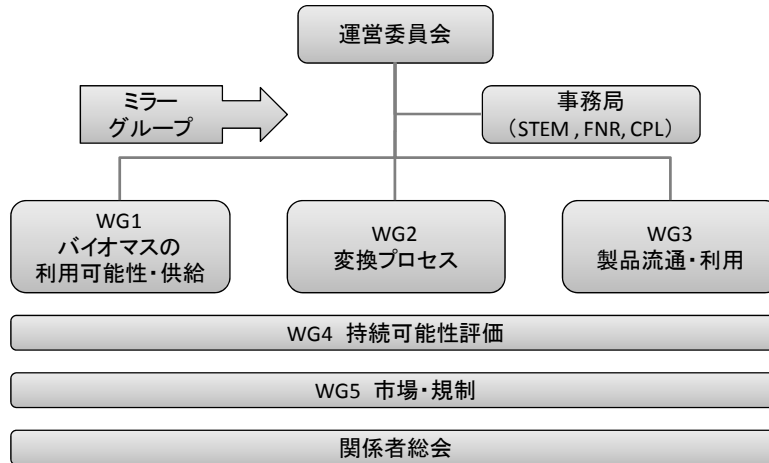 運営委員会
ミラー
グループ
事務局
（STEM , FNR, CPL）
WG1
バイオマスの
利用可能性・供給
WG2
変換プロセス
WG3
製品流通・利用
WG4 持続可能性評価
WG5 市場・規制
関係者総会